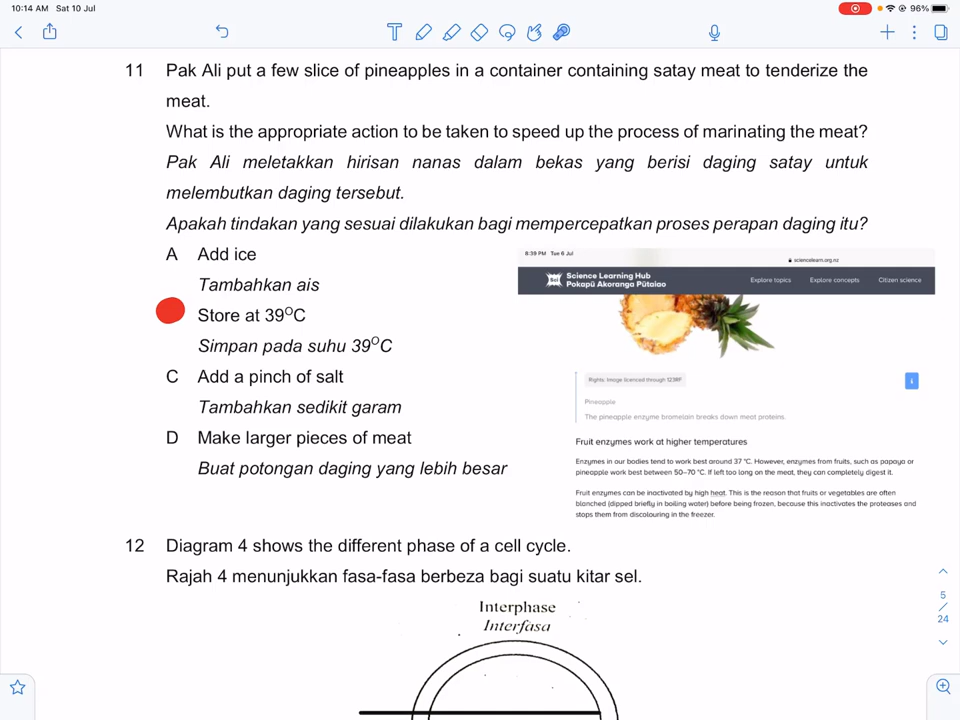 10:14 AM Sat 10 Jul
96%
11 Pak Ali put a few slice of pineapples in a container containing satay meat to tenderize the
meat.
What is the appropriate action to be taken to speed up the process of marinating the meat?
Pak Ali meletakkan hirisan nanas dalam bekas yang berisi daging satay untuk
melembutkan daging tersebut.
Apakah tindakan yang sesuai dilakukan bagi mempercepatkan proses perapan daging itu?
A Add ice
Tambahkan ais
Store at 39⁰C
Simpan pada suhu 39⁰C
C Add a pinch of salt
Tambahkan sedikit garam
D Make larger pieces of meat
Buat potongan daging yang lebih besar
8:39 PM Tue 6 Jul
sciencelearn.org.nz
Science Learning Hub
Pokapū Akoranga Pūtaiao
Explore topics Explore concepts Citizen science
Rights: Image licenced through 123RF
Pineapple
The pineapple enzyme bromelain breaks down meat proteins.
Fruit enzymes work at higher temperatures
Enzymes in our bodies tend to work best around 37 °C. However, enzymes from fruits, such as papaya or
pineapple work best between 50–70 °C. If left too long on the meat, they can completely digest it.
Fruit enzymes can be inactivated by high heat. This is the reason that fruits or vegetables are often
blanched (dipped briefly in boiling water) before being frozen, because this inactivates the proteases and
stops them from discolouring in the freezer.
12 Diagram 4 shows the different phase of a cell cycle.
Rajah 4 menunjukkan fasa-fasa berbeza bagi suatu kitar sel.
Interphase
Interfasa
5
/
24